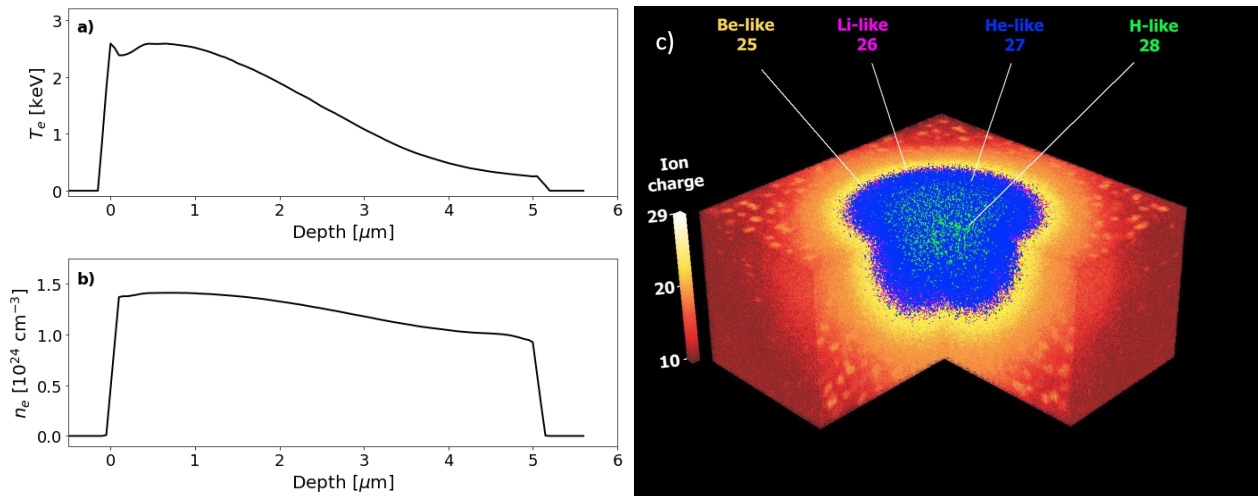 a)
3
2
1
0
T_e [keV]
0 1 2 3 4 5 6
Depth [μm]
b)
1.5
1.0
0.5
0.0
n_e [10²⁴ cm⁻³]
0 1 2 3 4 5 6
Depth [μm]
c)
Be-like Li-like He-like H-like
25 26 27 28
Ion
charge
29
20
10